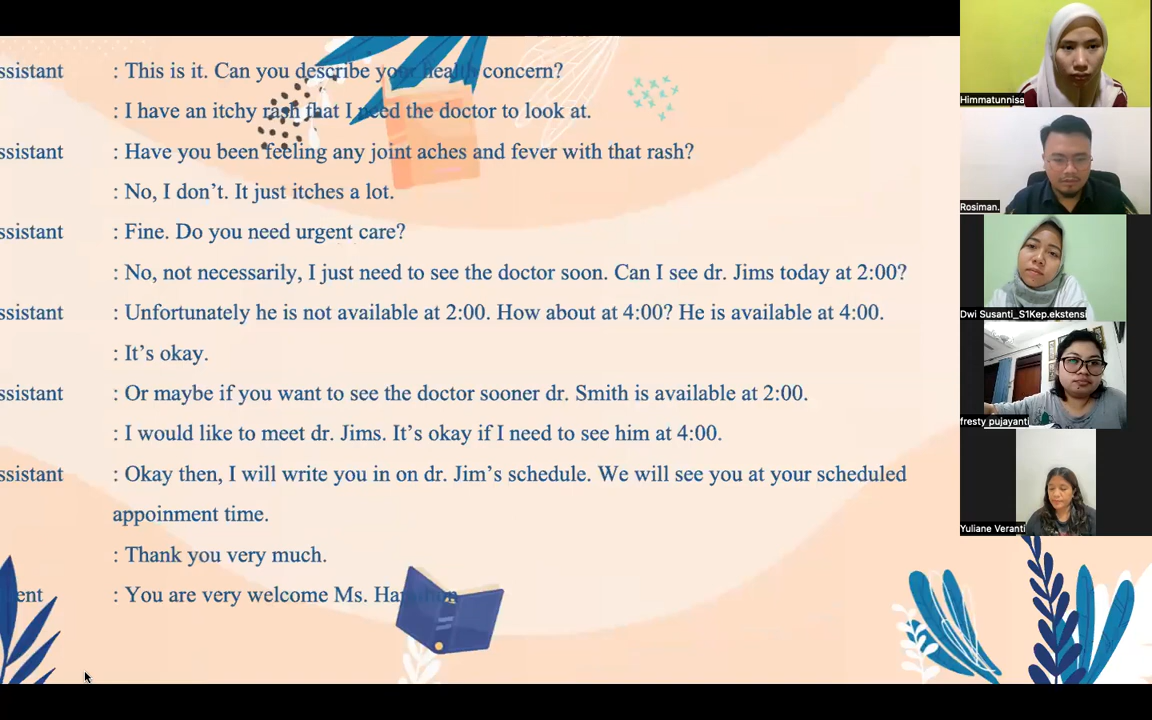 ssistant : This is it. Can you describe your health concern?
: I have an itchy rash that I need the doctor to look at.
ssistant : Have you been feeling any joint aches and fever with that rash?
: No, I don't. It just itches a lot.
ssistant : Fine. Do you need urgent care?
: No, not necessarily, I just need to see the doctor soon. Can I see dr. Jims today at 2:00?
ssistant : Unfortunately he is not available at 2:00. How about at 4:00? He is available at 4:00.
: It's okay.
ssistant : Or maybe if you want to see the doctor sooner dr. Smith is available at 2:00.
: I would like to meet dr. Jims. It's okay if I need to see him at 4:00.
ssistant : Okay then, I will write you in on dr. Jim's schedule. We will see you at your scheduled
appoinment time.
: Thank you very much.
ent : You are very welcome Ms.
Himmatunnisa
Rosiman.
Dwi Susanti_S1Kep.ekstensi
fresty pujayanti
Yuliane Veranti